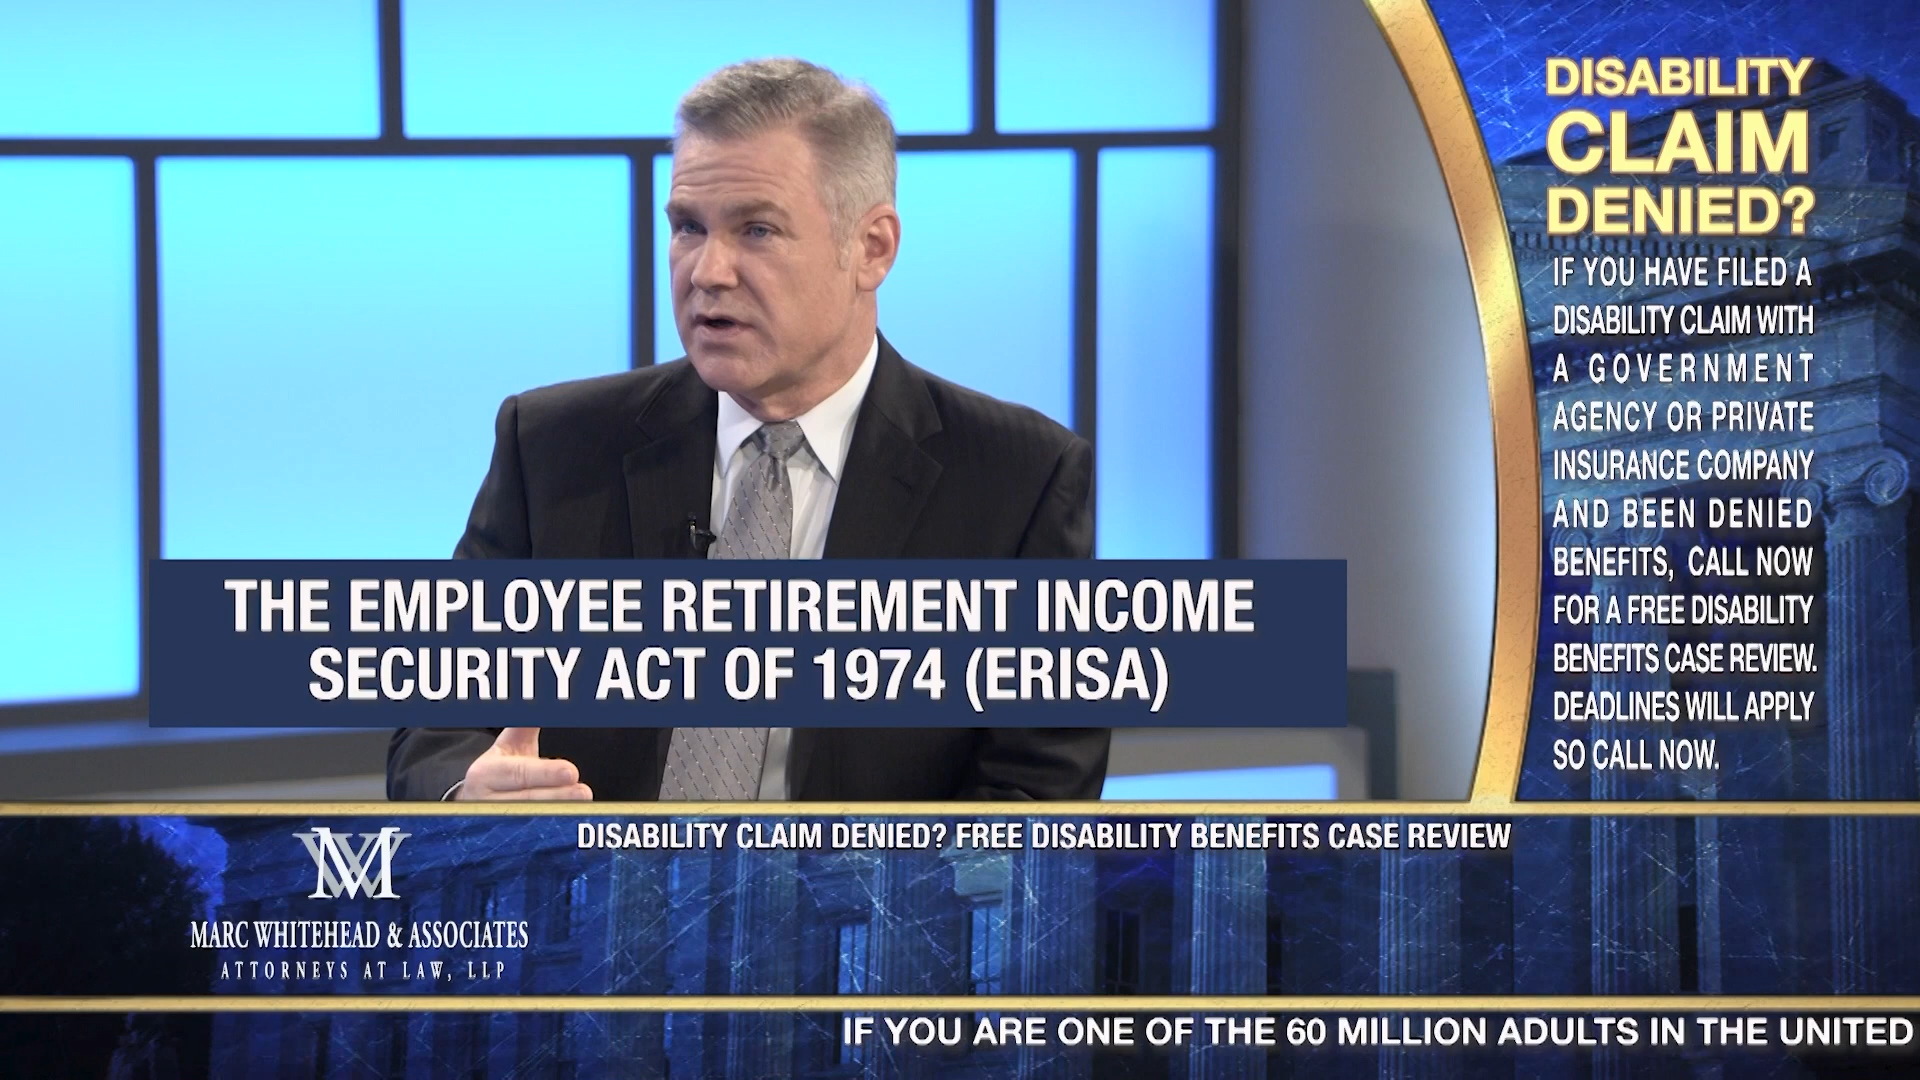 DISABILITY
CLAIM
DENIED?
IF YOU HAVE FILED A
DISABILITY CLAIM WITH
A GOVERNMENT
AGENCY OR PRIVATE
INSURANCE COMPANY
AND BEEN DENIED
BENEFITS, CALL NOW
FOR A FREE DISABILITY
BENEFITS CASE REVIEW.
DEADLINES WILL APPLY
SO CALL NOW.
THE EMPLOYEE RETIREMENT INCOME
SECURITY ACT OF 1974 (ERISA)
DISABILITY CLAIM DENIED? FREE DISABILITY BENEFITS CASE REVIEW
MW
MARC WHITEHEAD & ASSOCIATES
ATTORNEYS AT LAW, LLP
IF YOU ARE ONE OF THE 60 MILLION ADULTS IN THE UNITED